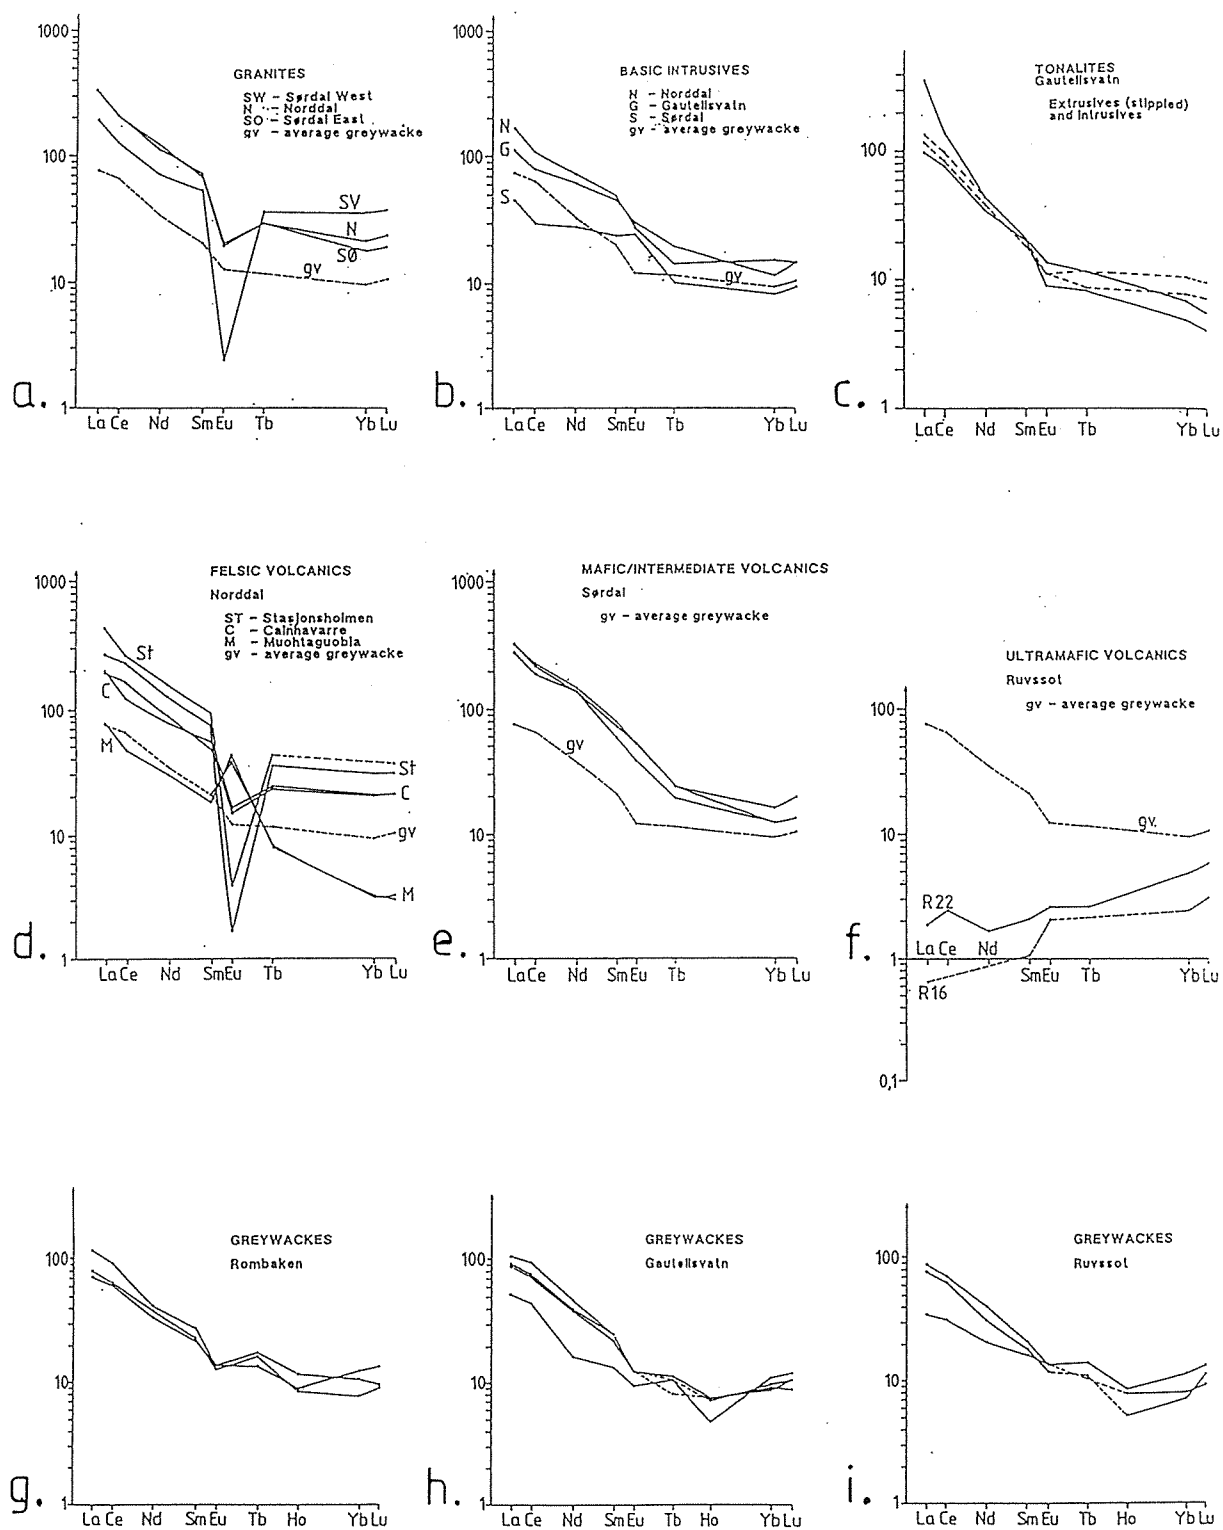 1000
100
10
1
GRANITES
SW - Sørdal West
N - Norddal
SO - Sørdal East
gv - average greywacke
SV
N
SØ
gv
a.
La Ce Nd Sm Eu Tb Yb Lu
1000
100
10
1
BASIC INTRUSIVES
N - Norddal
G - Gautelisvatn
S - Sørdal
gv - average greywacke
N
G
S
gv
b.
La Ce Nd Sm Eu Tb Yb Lu
100
10
1
TONALITES
Gautelisvatn
Extrusives (stippled)
and intrusives
c.
La Ce Nd Sm Eu Tb Yb Lu
1000
100
10
1
FELSIC VOLCANICS
Norddal
ST - Stasjonsholmen
C - Cainhavarre
M - Muohtaguobla
gv - average greywacke
St
C
M
St
C
gv
M
d.
La Ce Nd Sm Eu Tb Yb Lu
1000
100
10
1
MAFIC/INTERMEDIATE VOLCANICS
Sørdal
gv - average greywacke
gv
e.
La Ce Nd Sm Eu Tb Yb Lu
ULTRAMAFIC VOLCANICS
Ruvssot
gv - average greywacke
100
10
1
0,1
gv
R22
R16
f.
La Ce Nd Sm Eu Tb Yb Lu
100
10
1
GREYWACKES
Rombaken
g.
La Ce Nd Sm Eu Tb Ho Yb Lu
100
10
1
GREYWACKES
Gautelisvatn
h.
La Ce Nd Sm Eu Tb Ho Yb Lu
100
10
1
GREYWACKES
Ruvssot
i.
La Ce Nd Sm Eu Tb Ho Yb Lu